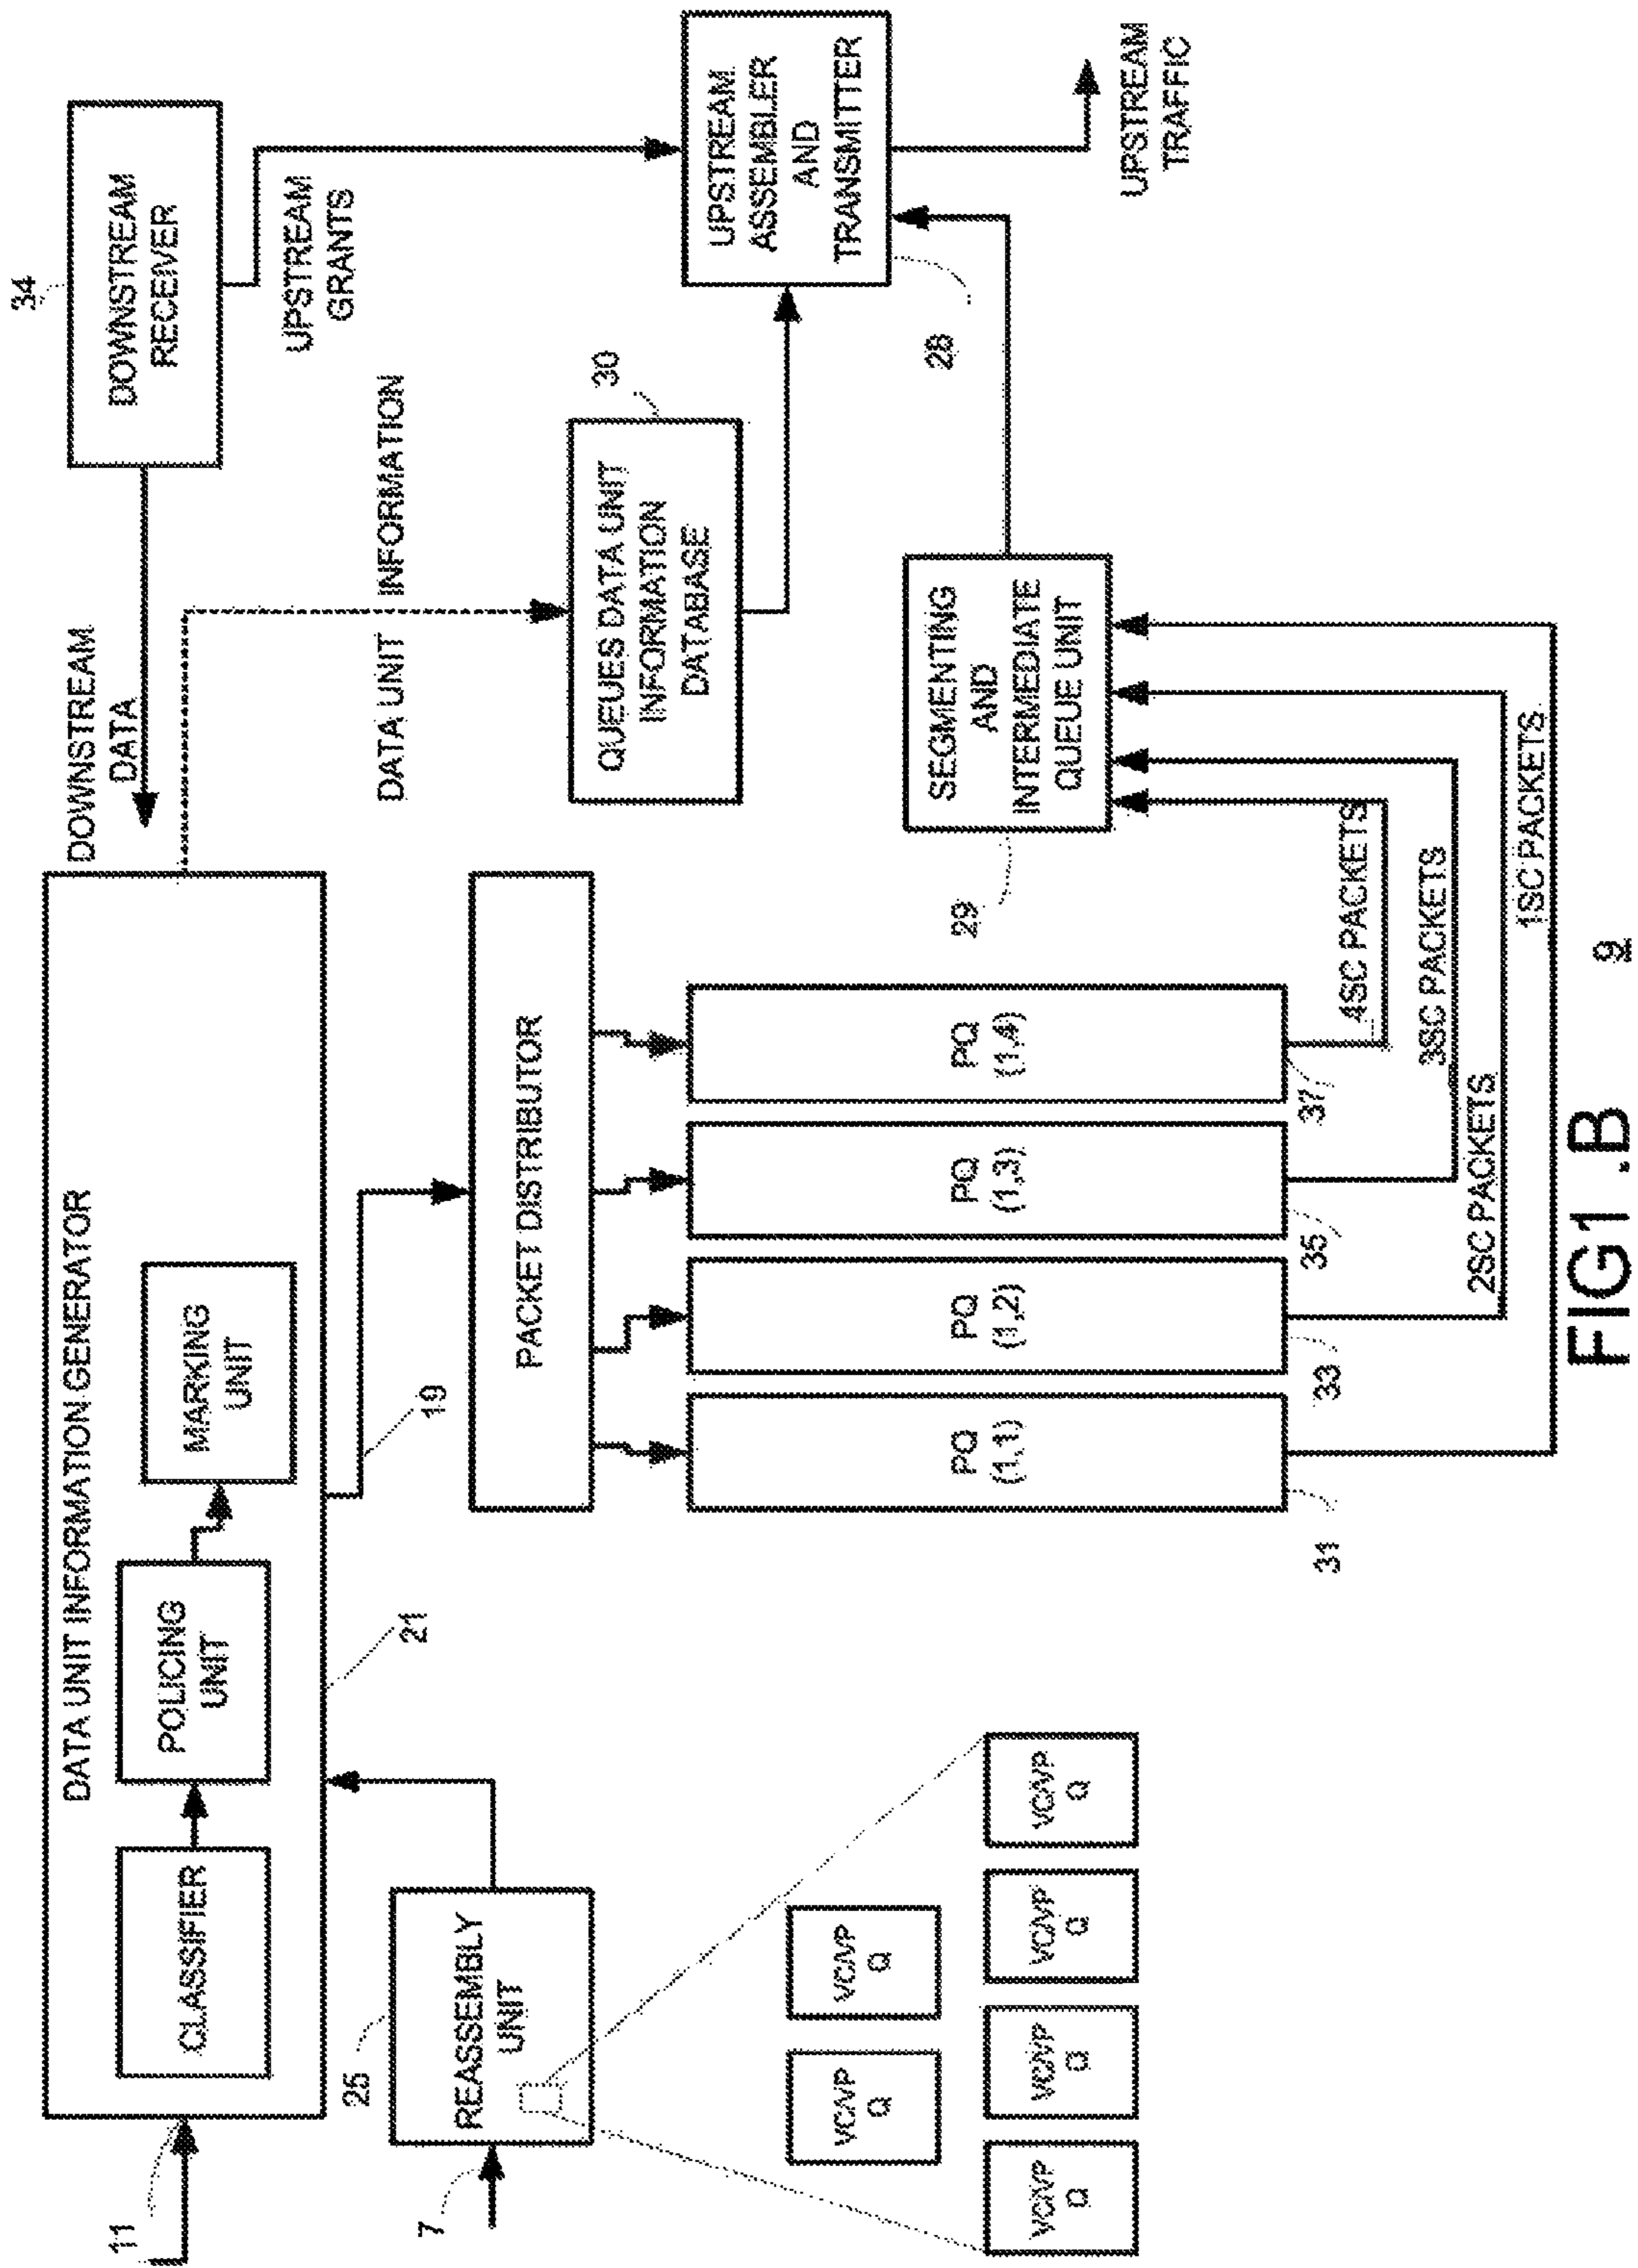 34
DOWNSTREAM
RECEIVER
DOWNSTREAM
DATA
UPSTREAM
GRANTS
DATA UNIT INFORMATION GENERATOR
11
CLASSIFIER
POLICING
UNIT
MARKING
UNIT
21
19
DATA UNIT INFORMATION
30
QUEUES DATA UNIT
INFORMATION
DATABASE
UPSTREAM
ASSEMBLER
AND
TRANSMITTER
28
UPSTREAM
TRAFFIC
25
7
REASSEMBLY
UNIT
PACKET DISTRIBUTOR
VC/VP
Q
VC/VP
Q
VC/VP
Q
VC/VP
Q
VC/VP
Q
VC/VP
Q
PQ
(1,1)
PQ
(1,2)
PQ
(1,3)
PQ
(1,4)
31
33
35
37
29
SEGMENTING
AND
INTERMEDIATE
QUEUE UNIT
4SC PACKETS
3SC PACKETS
2SC PACKETS
1SC PACKETS
FIG1 .B
9